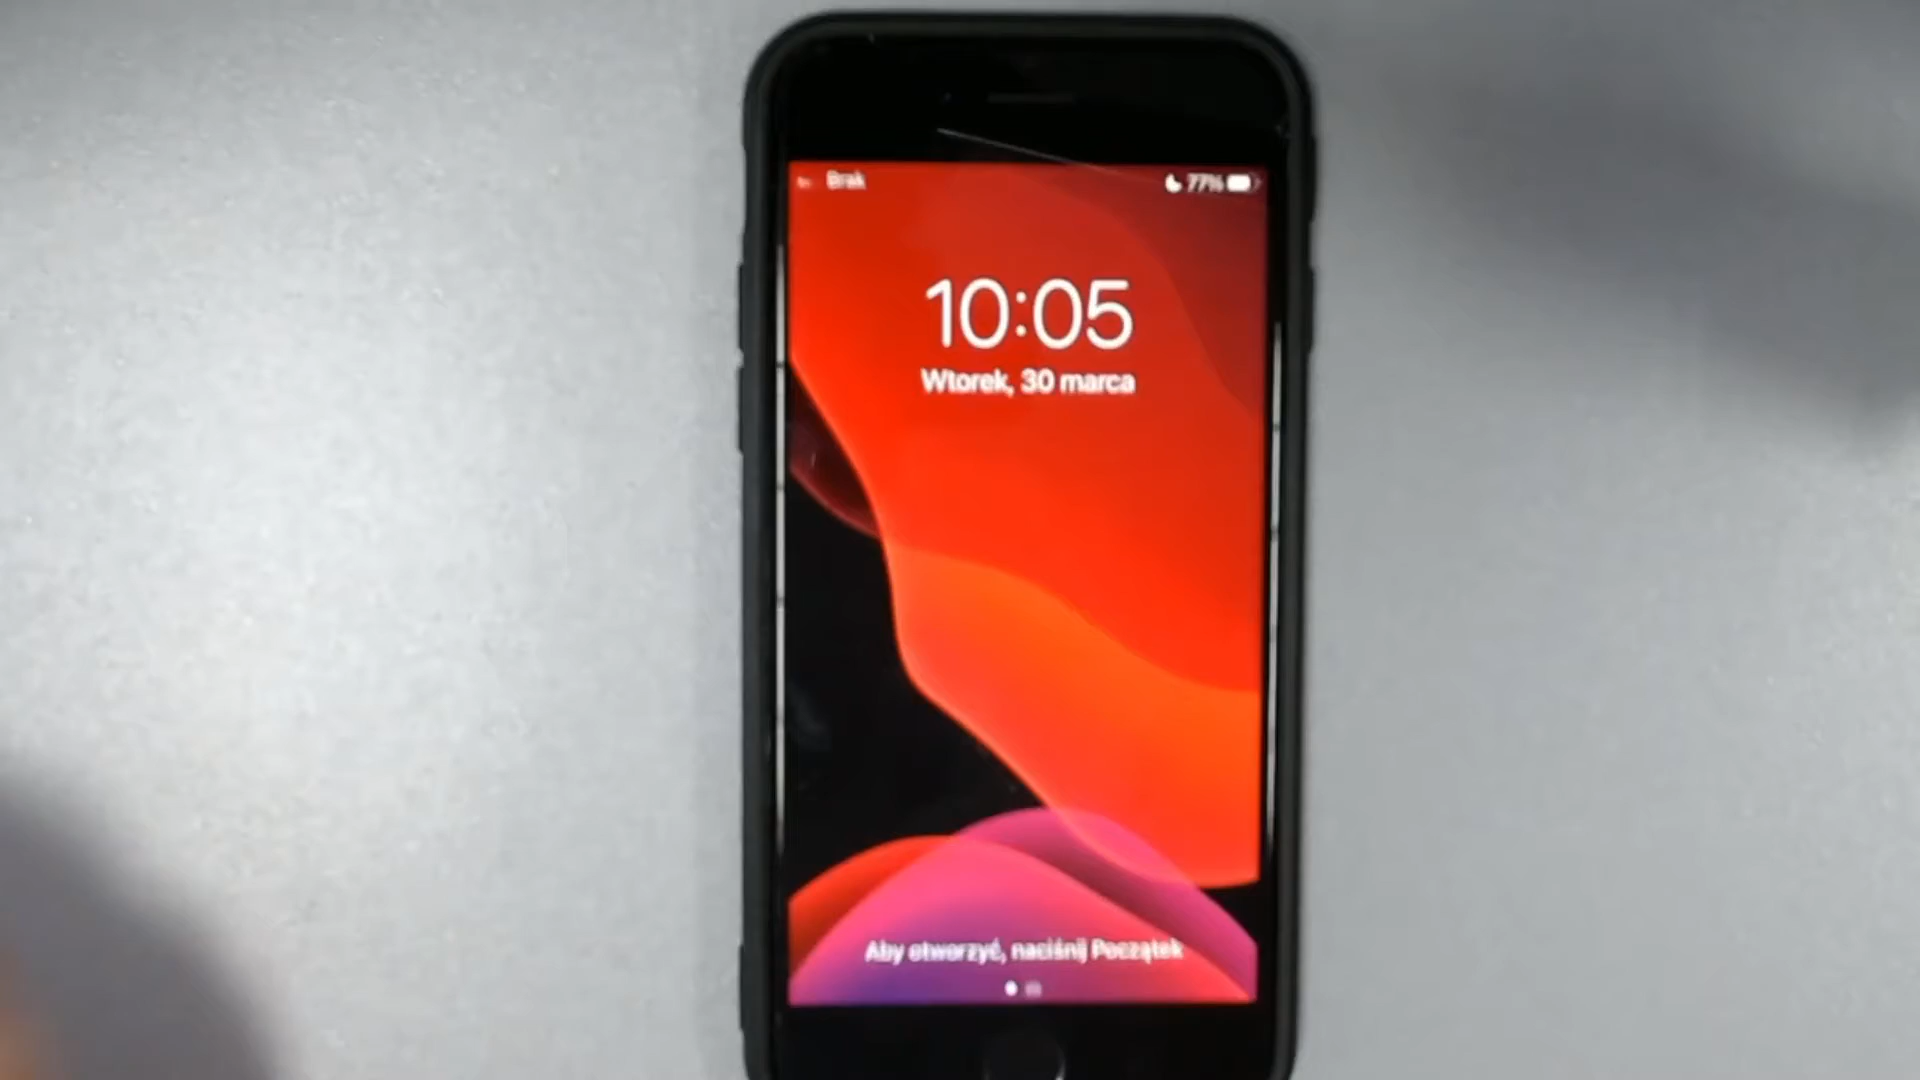 Brak
77%
10:05
Wtorek, 30 marca
Aby otworzyć, naciśnij Początek